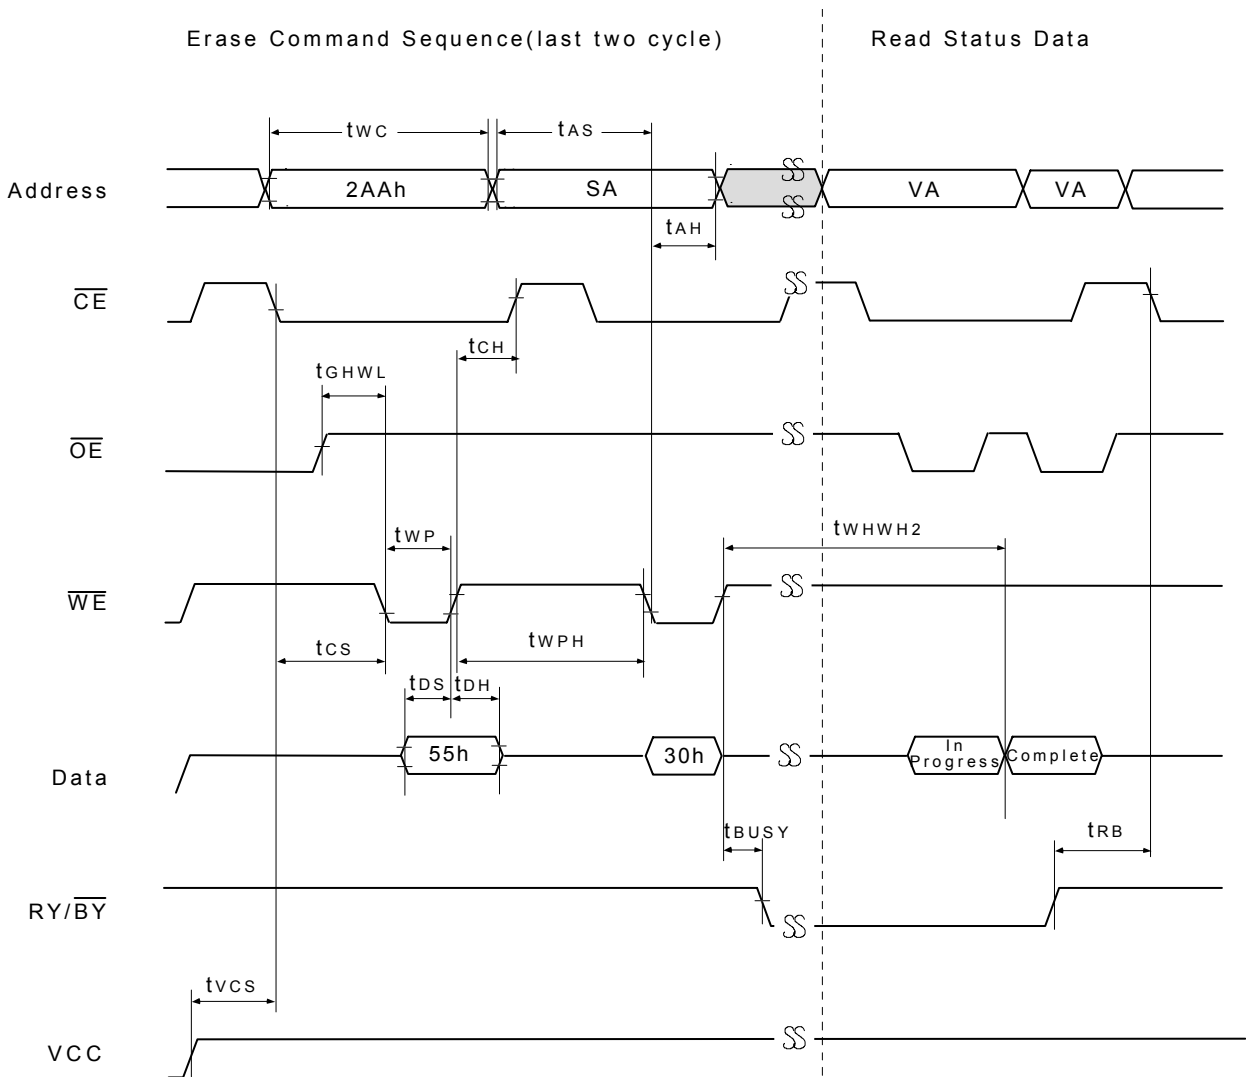 Erase Command Sequence(last two cycle)
Read Status Data
tWC
tAS
Address
2AAh
SA
VA
VA
tAH
CE
tCH
tGHWL
OE
tWP
tWHWH2
WE
tCS
tWPH
tDS
tDH
Data
55h
30h
In
Progress
Complete
tBUSY
tRB
RY/BY
tVCS
VCC